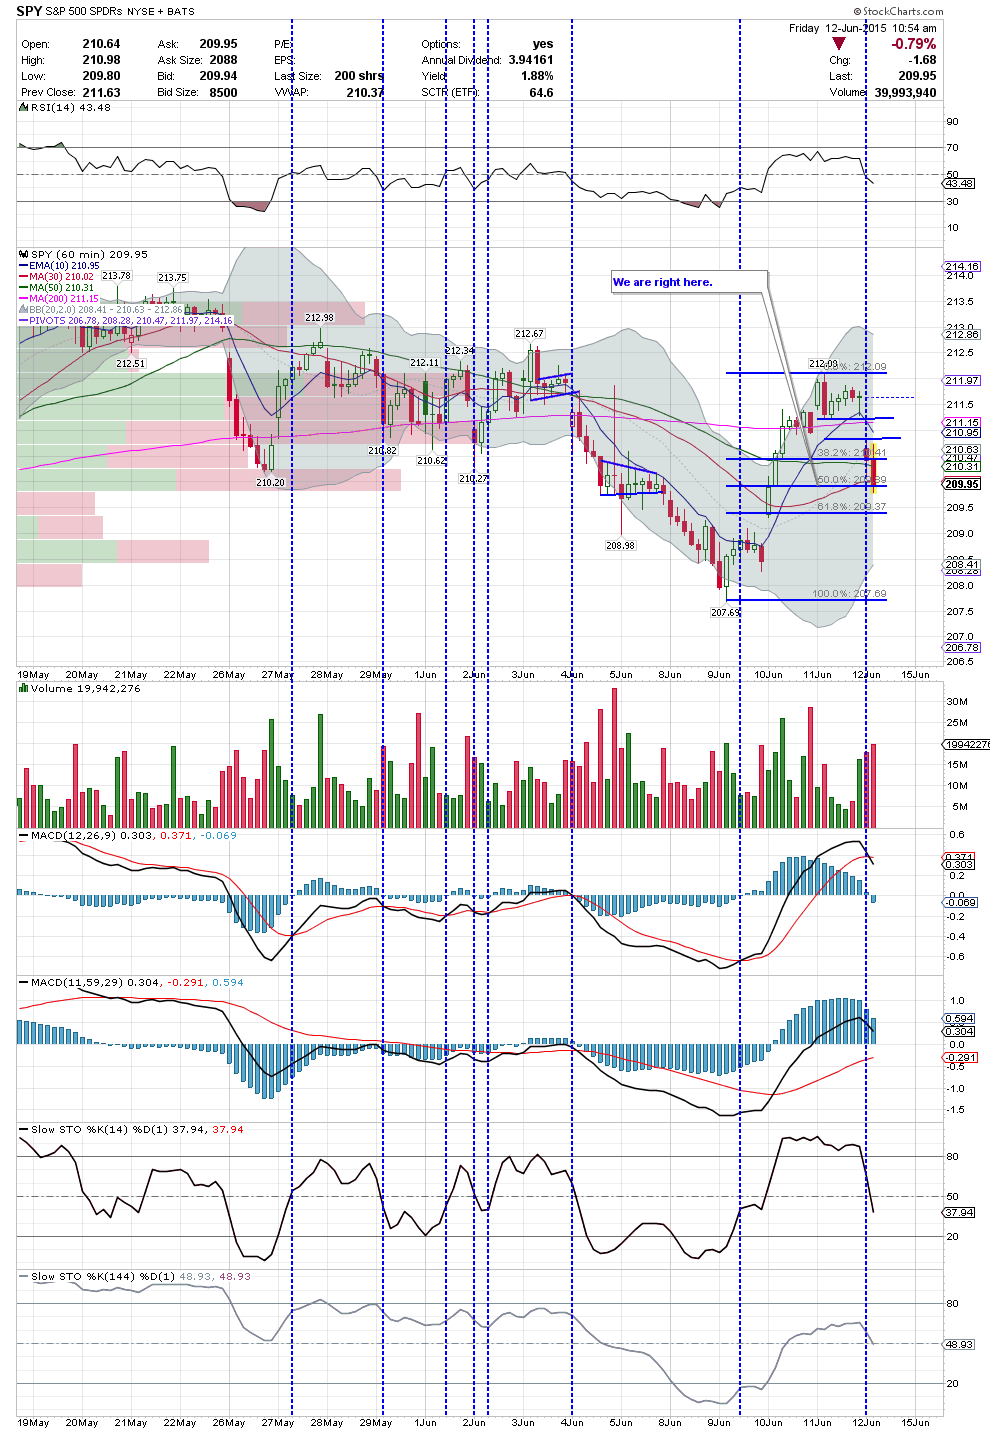 SPY S&P 500 SPDRs NYSE + BATS
© StockCharts.com
Friday 12-Jun-2015 10:54 am
Open: 210.64 Ask: 209.95 P/E: Options: yes -0.79%
High: 210.98 Ask Size: 2088 EPS: Annual Dividend: 3.94161 Chg: -1.68
Low: 209.80 Bid: 209.94 Last Size: 200 shrs Yield: 1.88% Last: 209.95
Prev Close: 211.63 Bid Size: 8500 VWAP: 210.37 SCTR (ETF): 64.6 Volume: 39,993,940
RSI(14) 43.48
90
70
50
43.48
30
10
SPY (60 min) 209.95
EMA(10) 210.95
MA(30) 210.02
MA(50) 210.31
MA(200) 211.15
BB(20,2.0) 208.41 - 210.63 - 212.86
PIVOTS 206.78, 208.28, 210.47, 211.97, 214.16
213.78
213.75
212.51
210.20
212.98
210.82
212.11
210.62
212.34
210.27
212.67
208.98
207.69
212.09
We are right here.
212.09
38.2%: 210.41
50.0%: 209.89
61.8%: 209.37
100.0%: 207.69
214.16
214.0
213.5
213.0
212.86
212.5
211.97
211.5
211.15
210.95
210.63
210.47
210.31
209.95
209.5
209.0
208.5
208.41
208.28
208.0
207.5
207.0
206.78
206.5
19May 20May 21May 22May 26May 27May 28May 29May 1Jun 2Jun 3Jun 4Jun 5Jun 8Jun 9Jun 10Jun 11Jun 12Jun 15Jun
Volume 19,942,276
30M
25M
19942276
15M
10M
5M
MACD(12,26,9) 0.303, 0.371, -0.069
0.6
0.371
0.303
0.2
0.0
-0.069
-0.2
-0.4
-0.6
MACD(11,59,29) 0.304, -0.291, 0.594
1.0
0.594
0.304
0.0
-0.291
-0.5
-1.0
-1.5
Slow STO %K(14) %D(1) 37.94, 37.94
80
50
37.94
20
Slow STO %K(144) %D(1) 48.93, 48.93
80
48.93
20
19May 20May 21May 22May 26May 27May 28May 29May 1Jun 2Jun 3Jun 4Jun 5Jun 8Jun 9Jun 10Jun 11Jun 12Jun 15Jun